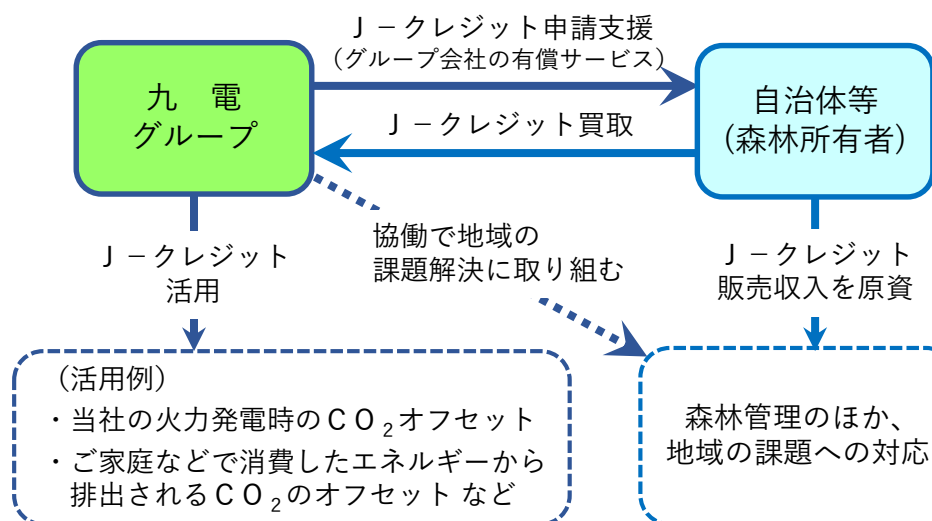 J－クレジット申請支援
（グループ会社の有償サービス）
九　電
グループ
自治体等
（森林所有者）
J－クレジット買取
協働で地域の
課題解決に取り組む
J－クレジット
活用
J－クレジット
販売収入を原資
（活用例）
・当社の火力発電時のＣＯ₂オフセット
・ご家庭などで消費したエネルギーから
排出されるＣＯ₂のオフセット など
森林管理のほか、
地域の課題への対応